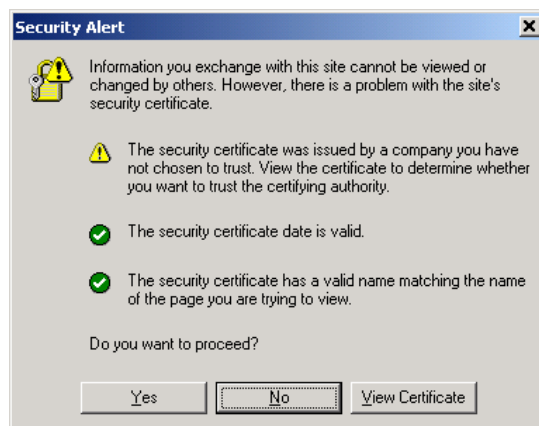 Security Alert
Information you exchange with this site cannot be viewed or
changed by others. However, there is a problem with the site's
security certificate.
The security certificate was issued by a company you have
not chosen to trust. View the certificate to determine whether
you want to trust the certifying authority.
The security certificate date is valid.
The security certificate has a valid name matching the name
of the page you are trying to view.
Do you want to proceed?
Yes No View Certificate